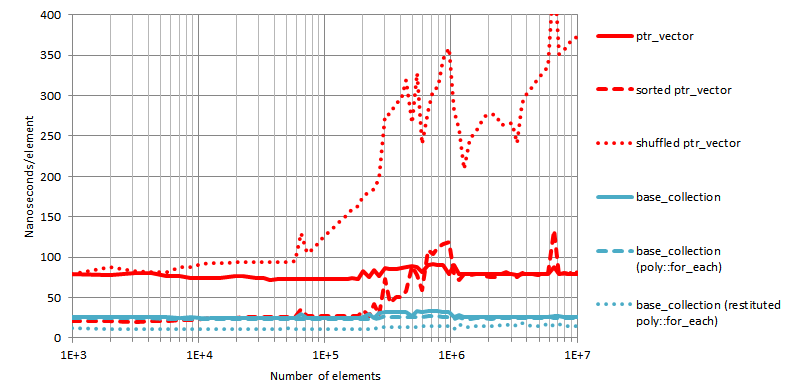 400
350
300
250
200
150
100
50
0
Nanoseconds/element
1E+3
1E+4
1E+5
1E+6
1E+7
Number of elements
ptr_vector
sorted ptr_vector
shuffled ptr_vector
base_collection
base_collection
(poly::for_each)
base_collection (restituted
poly::for_each)